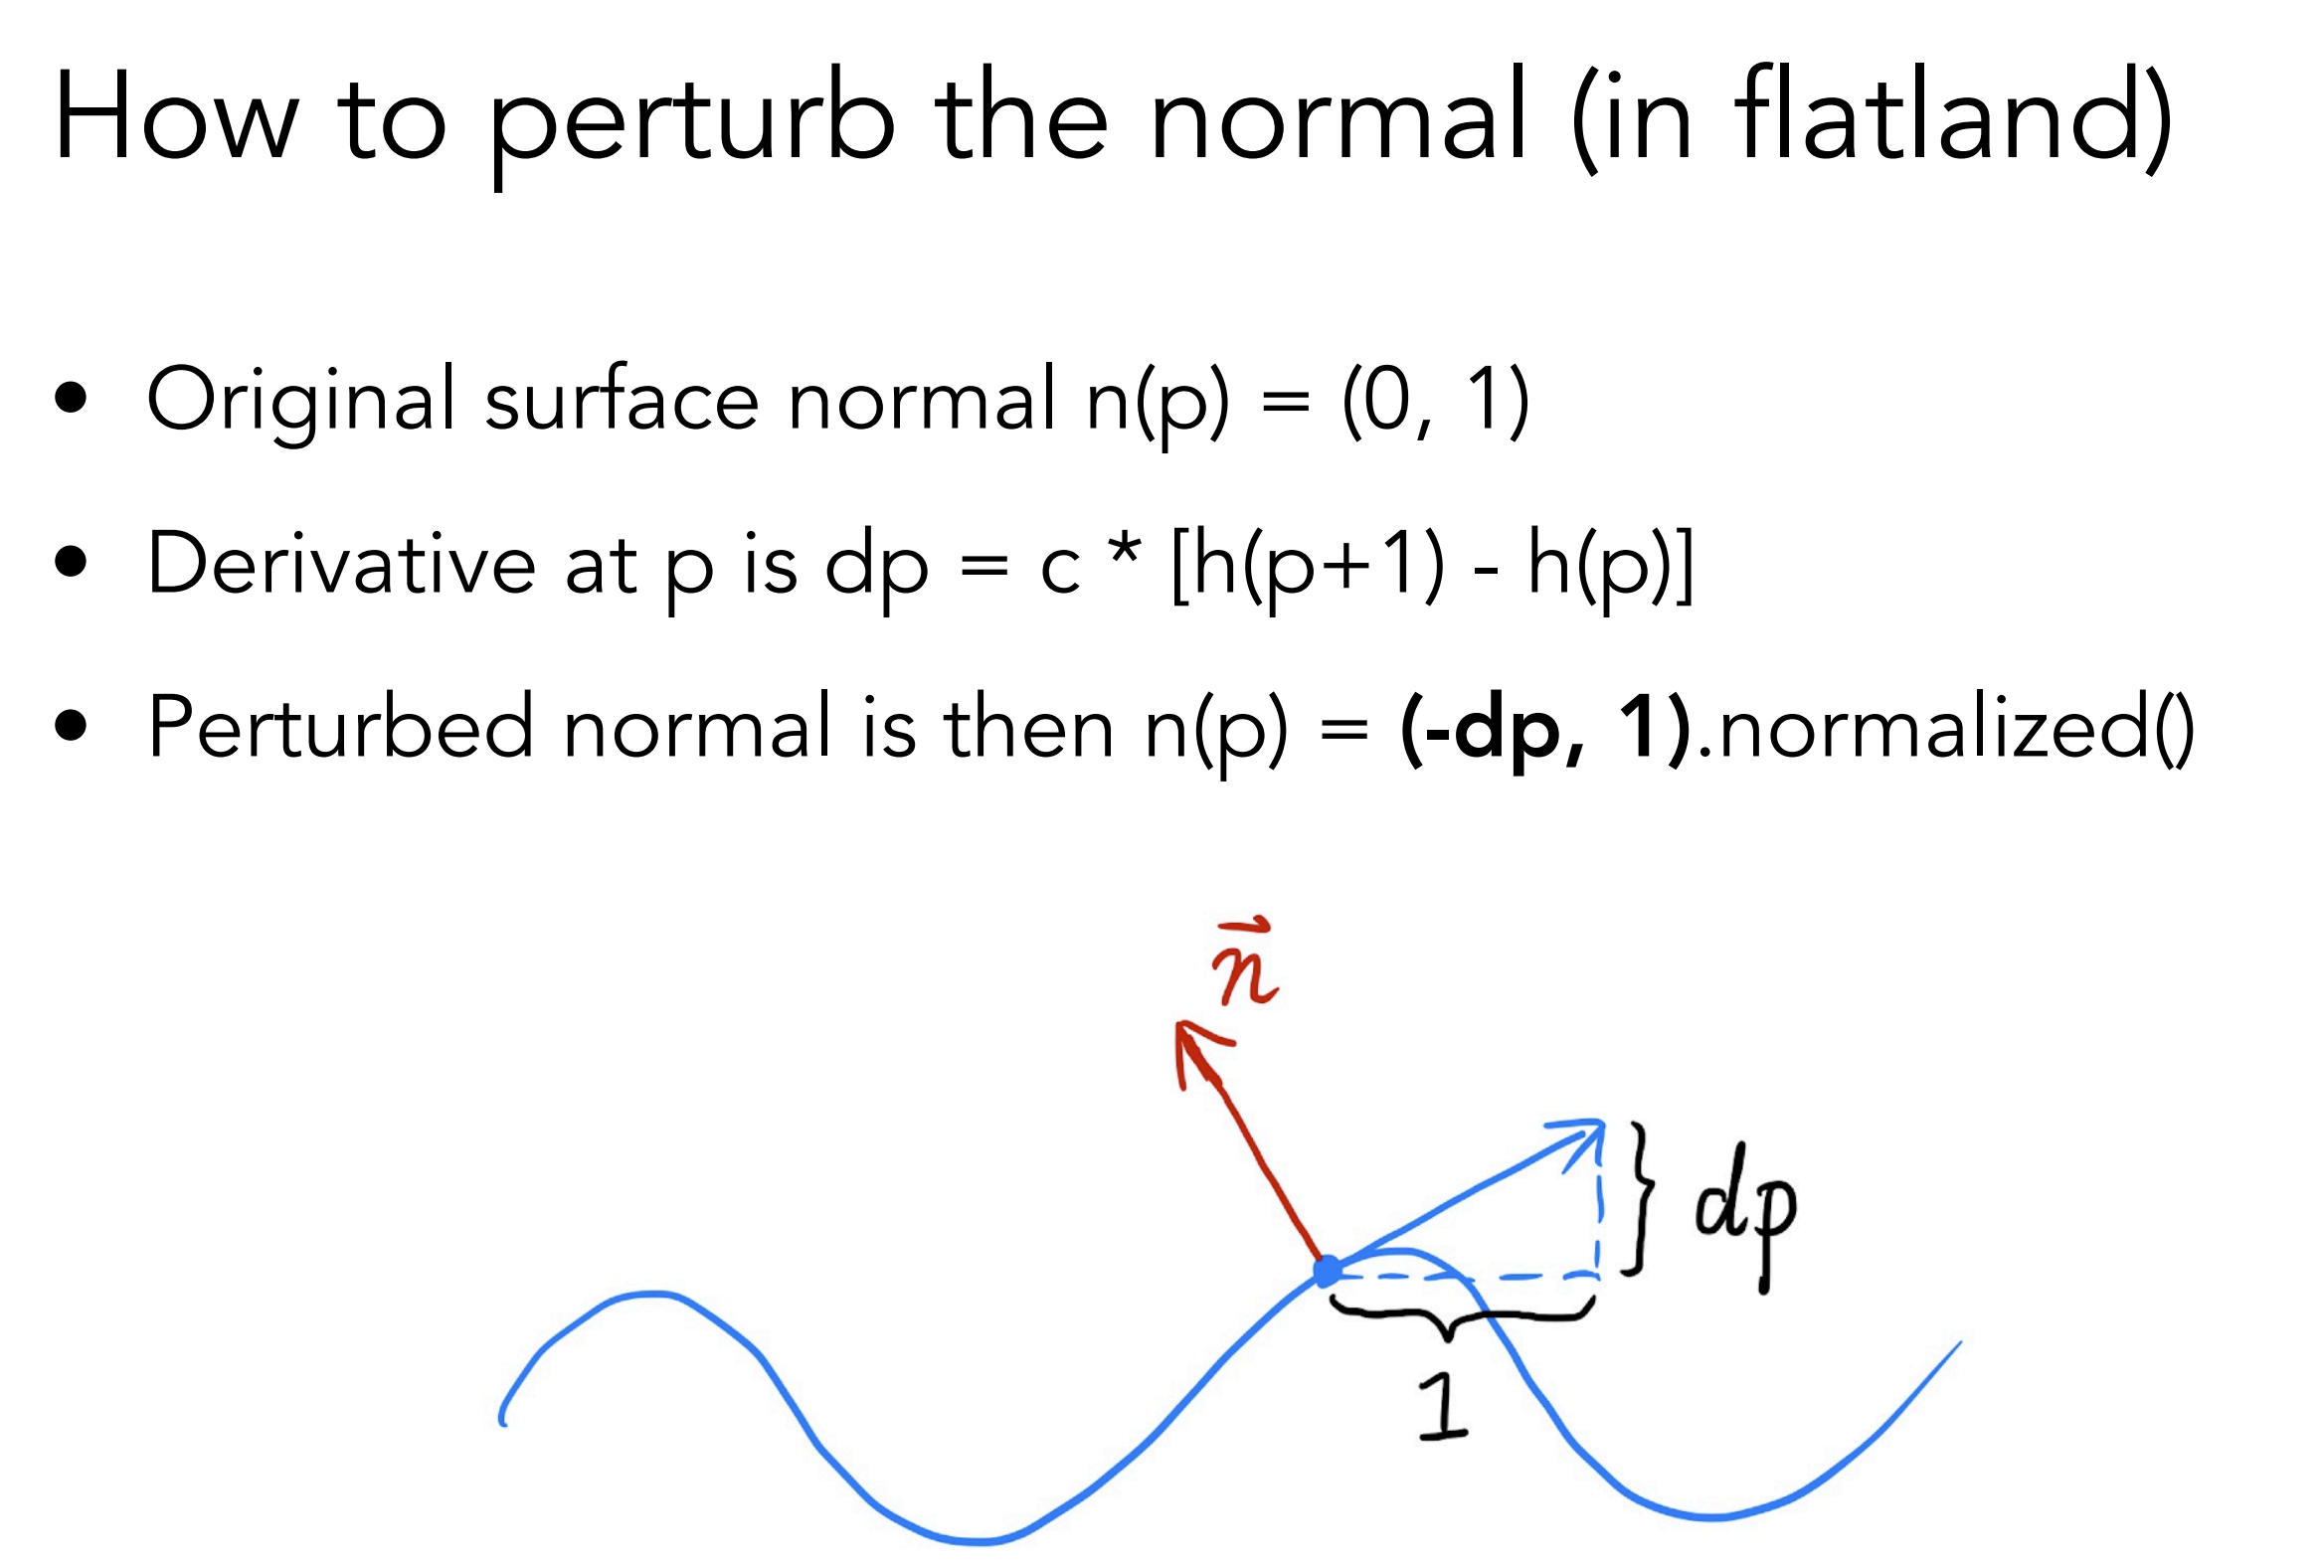 How to perturb the normal (in flatland)
• Original surface normal n(p) = (0, 1)
• Derivative at p is dp = c * [h(p+1) - h(p)]
• Perturbed normal is then n(p) = (-dp, 1).normalized()
n
dp
1